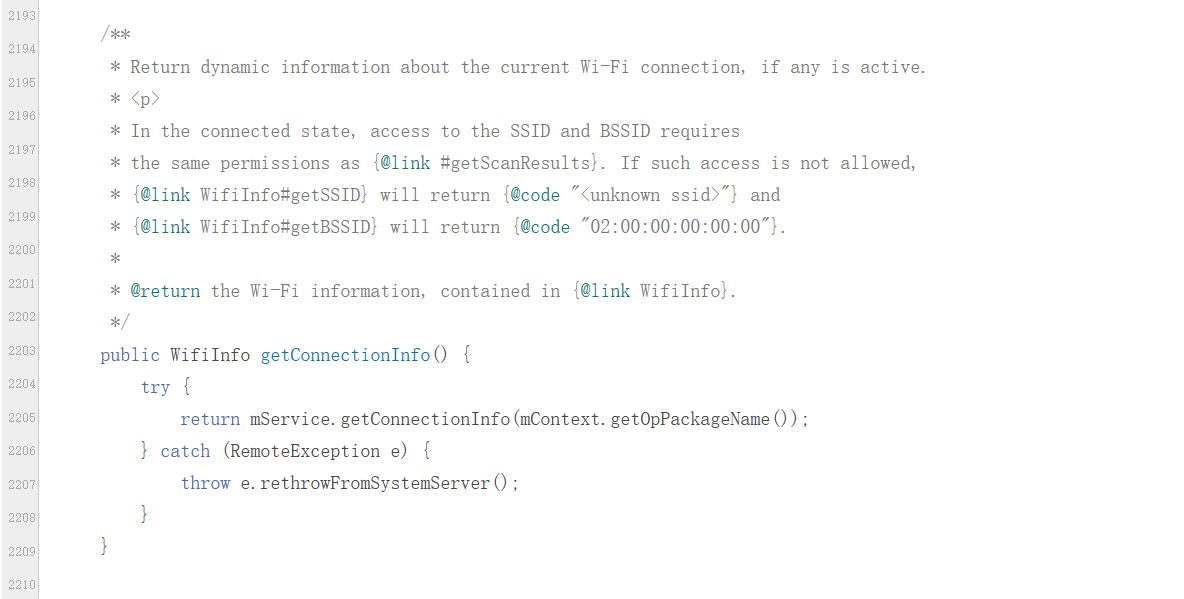 2193
2194
2195
2196
2197
2198
2199
2200
2201
2202
2203
2204
2205
2206
2207
2208
2209
2210
/**
 * Return dynamic information about the current Wi-Fi connection, if any is active.
 * <p>
 * In the connected state, access to the SSID and BSSID requires
 * the same permissions as {@link #getScanResults}. If such access is not allowed,
 * {@link WifiInfo#getSSID} will return {@code "<unknown ssid>"} and
 * {@link WifiInfo#getBSSID} will return {@code "02:00:00:00:00:00"}.
 *
 * @return the Wi-Fi information, contained in {@link WifiInfo}.
 */
public WifiInfo getConnectionInfo() {
    try {
        return mService.getConnectionInfo(mContext.getOpPackageName());
    } catch (RemoteException e) {
        throw e.rethrowFromSystemServer();
    }
}